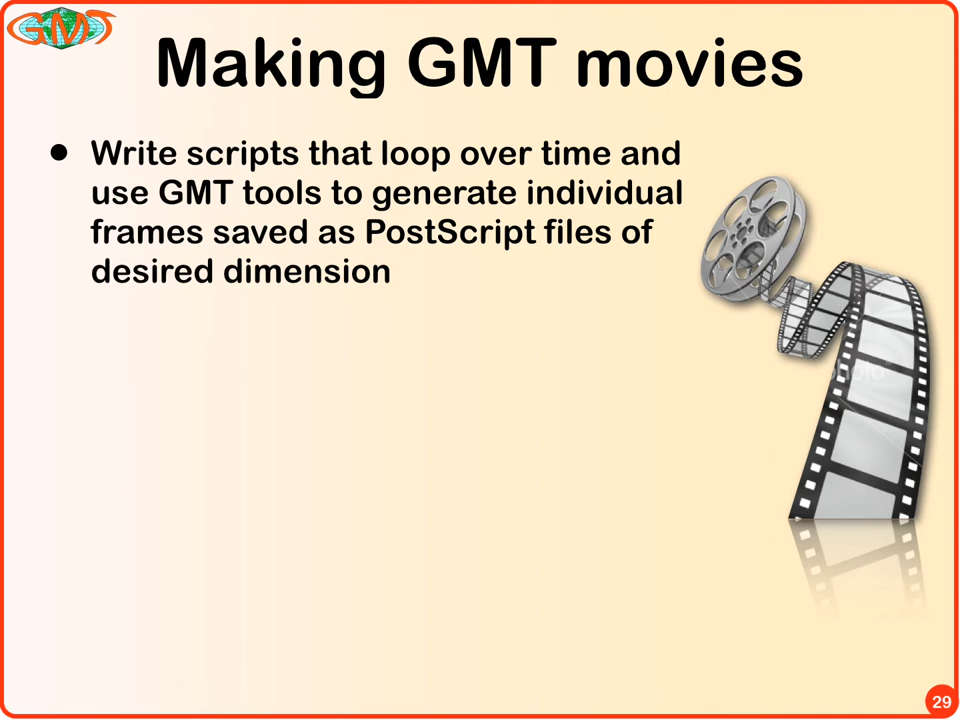 GMT
Making GMT movies
• Write scripts that loop over time and
use GMT tools to generate individual
frames saved as PostScript files of
desired dimension
29